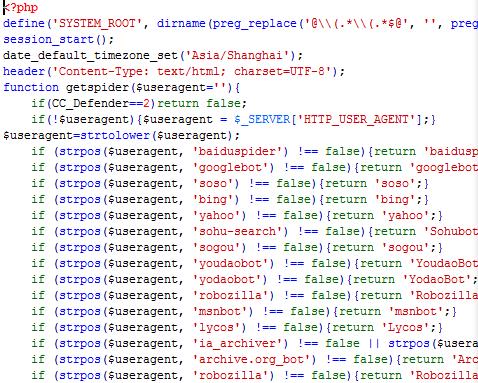 <?php
define('SYSTEM_ROOT', dirname(preg_replace('@\\(.*\\(.*$@', '', preg
session_start();
date_default_timezone_set('Asia/Shanghai');
header('Content-Type: text/html; charset=UTF-8');
function getspider($useragent=''){
if(CC_Defender==2)return false;
if(!$useragent){$useragent = $_SERVER['HTTP_USER_AGENT'];}
$useragent=strtolower($useragent);
if (strpos($useragent, 'baiduspider') !== false){return 'baidusp
if (strpos($useragent, 'googlebot') !== false){return 'googlebot
if (strpos($useragent, 'soso') !== false){return 'soso';}
if (strpos($useragent, 'bing') !== false){return 'bing';}
if (strpos($useragent, 'yahoo') !== false){return 'yahoo';}
if (strpos($useragent, 'sohu-search') !== false){return 'Sohubot
if (strpos($useragent, 'sogou') !== false){return 'sogou';}
if (strpos($useragent, 'youdaobot') !== false){return 'YoudaoBot
if (strpos($useragent, 'yodaobot') !== false){return 'YodaoBot';
if (strpos($useragent, 'robozilla') !== false){return 'Robozilla
if (strpos($useragent, 'msnbot') !== false){return 'msnbot';}
if (strpos($useragent, 'lycos') !== false){return 'Lycos';}
if (strpos($useragent, 'ia_archiver') !== false || strpos($usera
if (strpos($useragent, 'archive.org_bot') !== false){return 'Arc
if (strpos($useragent, 'robozilla') !== false){return 'Robozilla